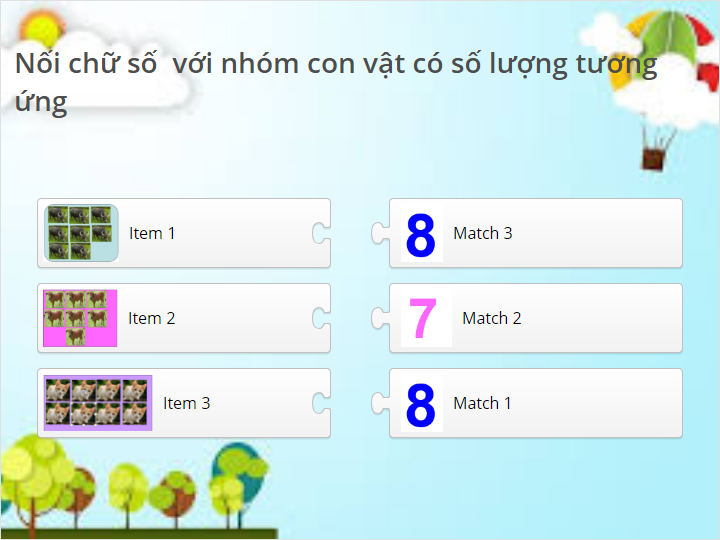 Nối chữ số  với nhóm con vật có số lượng tương
ứng
Item 1
8 Match 3
Item 2
7 Match 2
Item 3
8 Match 1